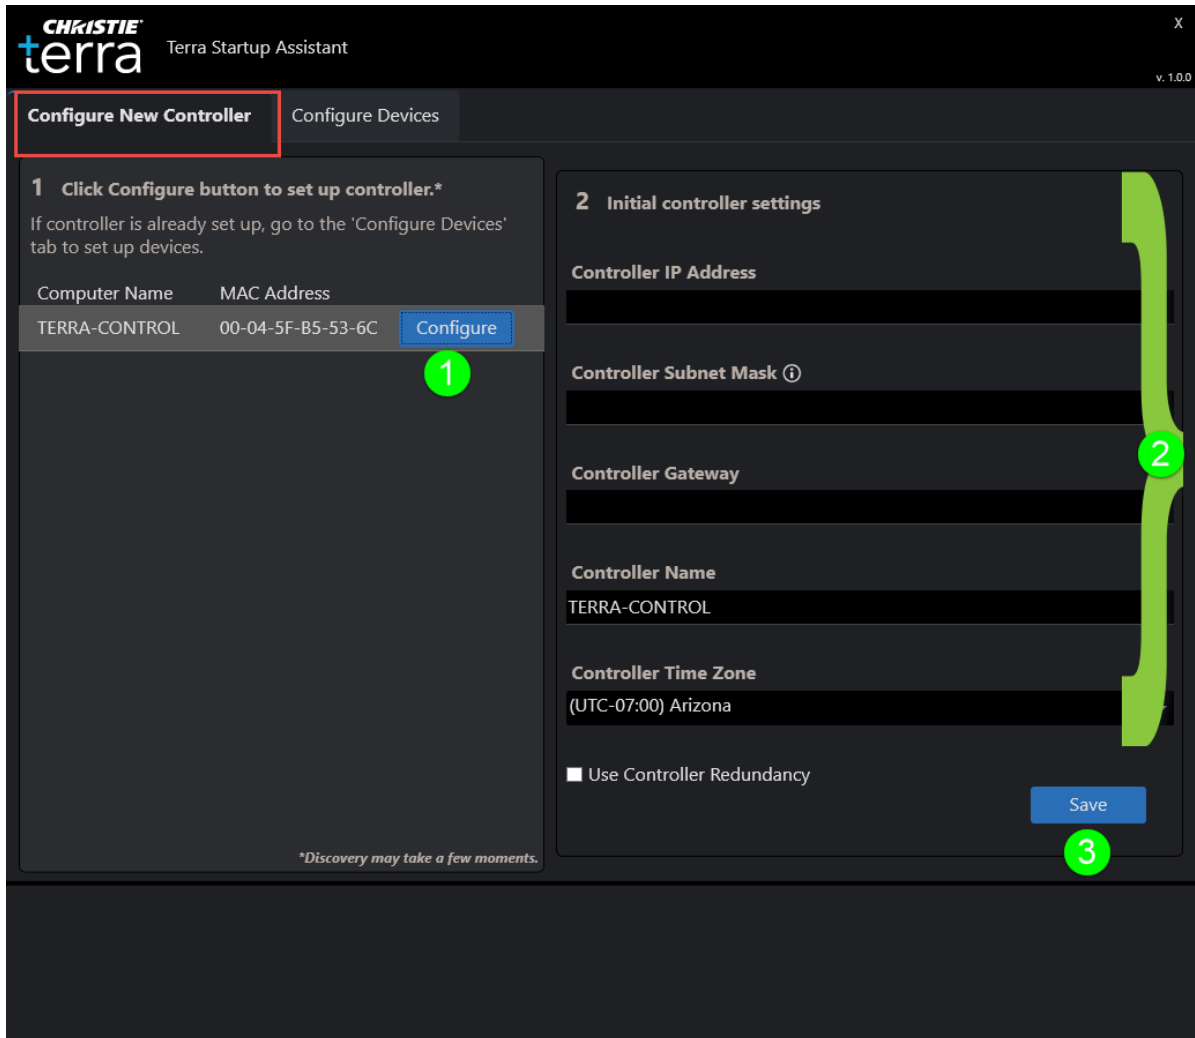 CHRISTIE®
terra
Terra Startup Assistant
X
v. 1.0.0
Configure New Controller
Configure Devices
1 Click Configure button to set up controller.*
If controller is already set up, go to the 'Configure Devices'
tab to set up devices.
Computer Name MAC Address
TERRA-CONTROL 00-04-5F-B5-53-6C Configure
1
*Discovery may take a few moments.
2 Initial controller settings
Controller IP Address
Controller Subnet Mask
Controller Gateway
2
Controller Name
TERRA-CONTROL
Controller Time Zone
(UTC-07:00) Arizona
Use Controller Redundancy
Save
3